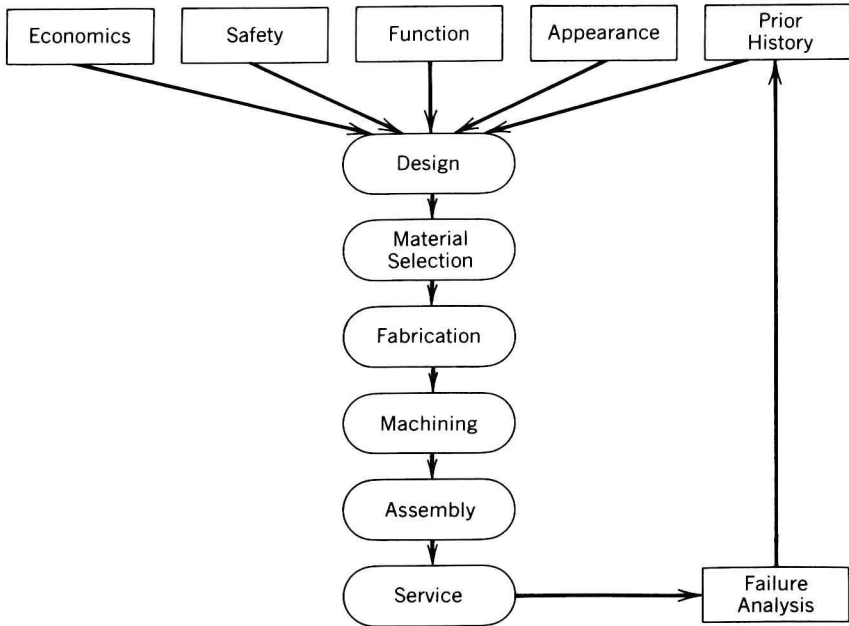 Economics
Safety
Function
Appearance
Prior
History
Design
Material
Selection
Fabrication
Machining
Assembly
Service
Failure
Analysis